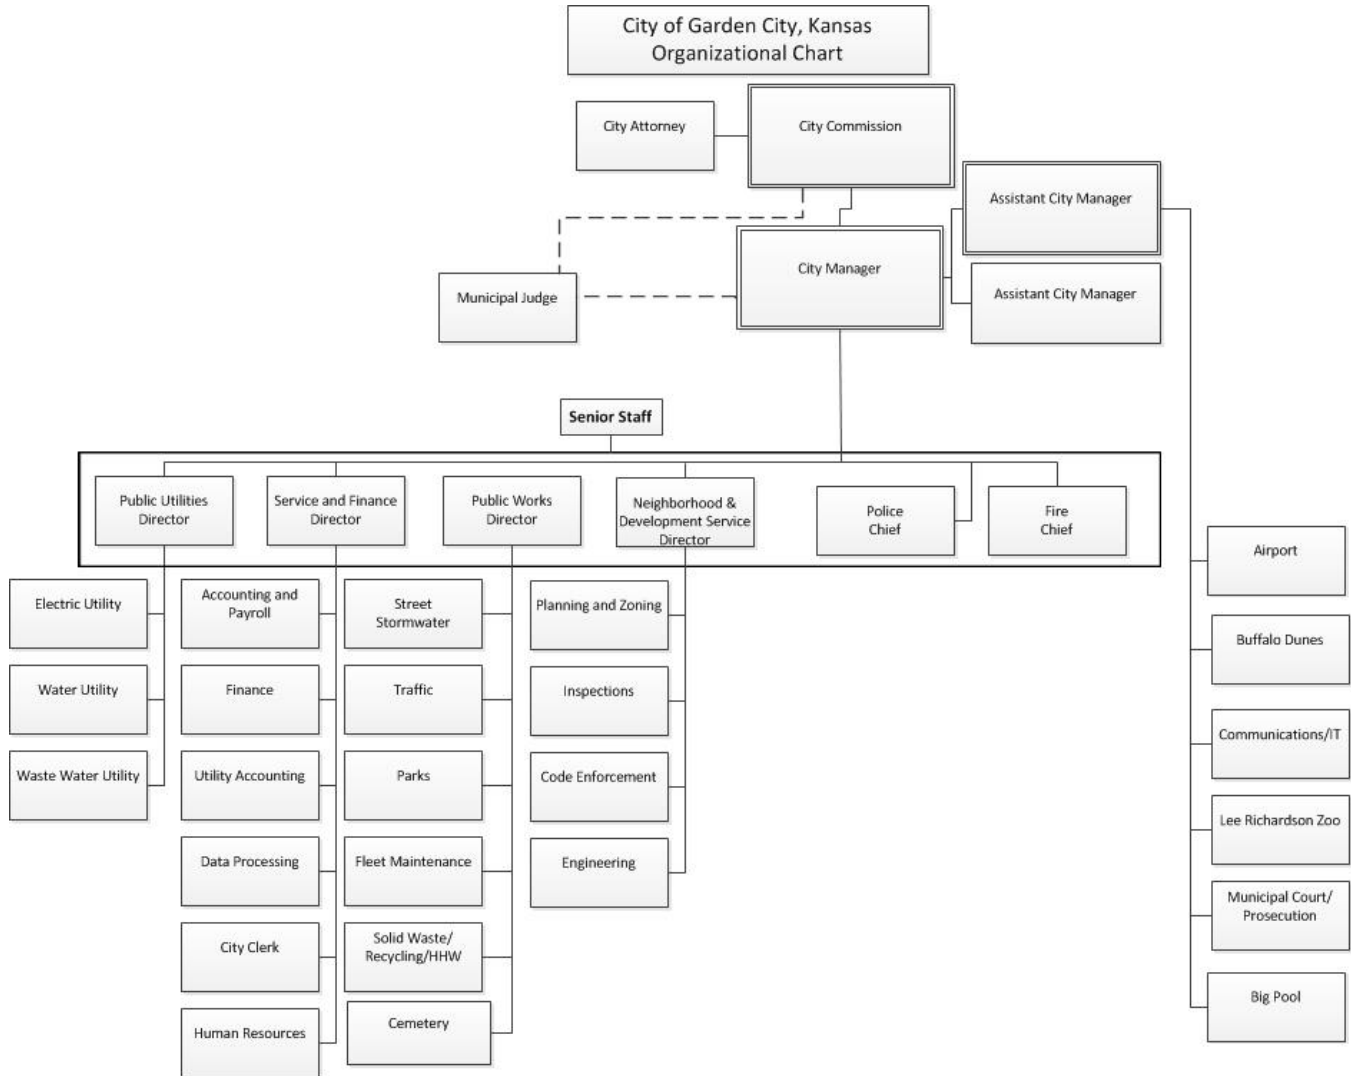 City of Garden City, Kansas
Organizational Chart
City Attorney
City Commission
Assistant City Manager
City Manager
Municipal Judge
Assistant City Manager
Senior Staff
Public Utilities
Director
Service and Finance
Director
Public Works
Director
Neighborhood &
Development Service
Director
Police
Chief
Fire
Chief
Electric Utility
Water Utility
Waste Water Utility
Accounting and
Payroll
Finance
Utility Accounting
Data Processing
City Clerk
Human Resources
Street
Stormwater
Traffic
Parks
Fleet Maintenance
Solid Waste/
Recycling/HHW
Cemetery
Planning and Zoning
Inspections
Code Enforcement
Engineering
Airport
Buffalo Dunes
Communications/IT
Lee Richardson Zoo
Municipal Court/
Prosecution
Big Pool